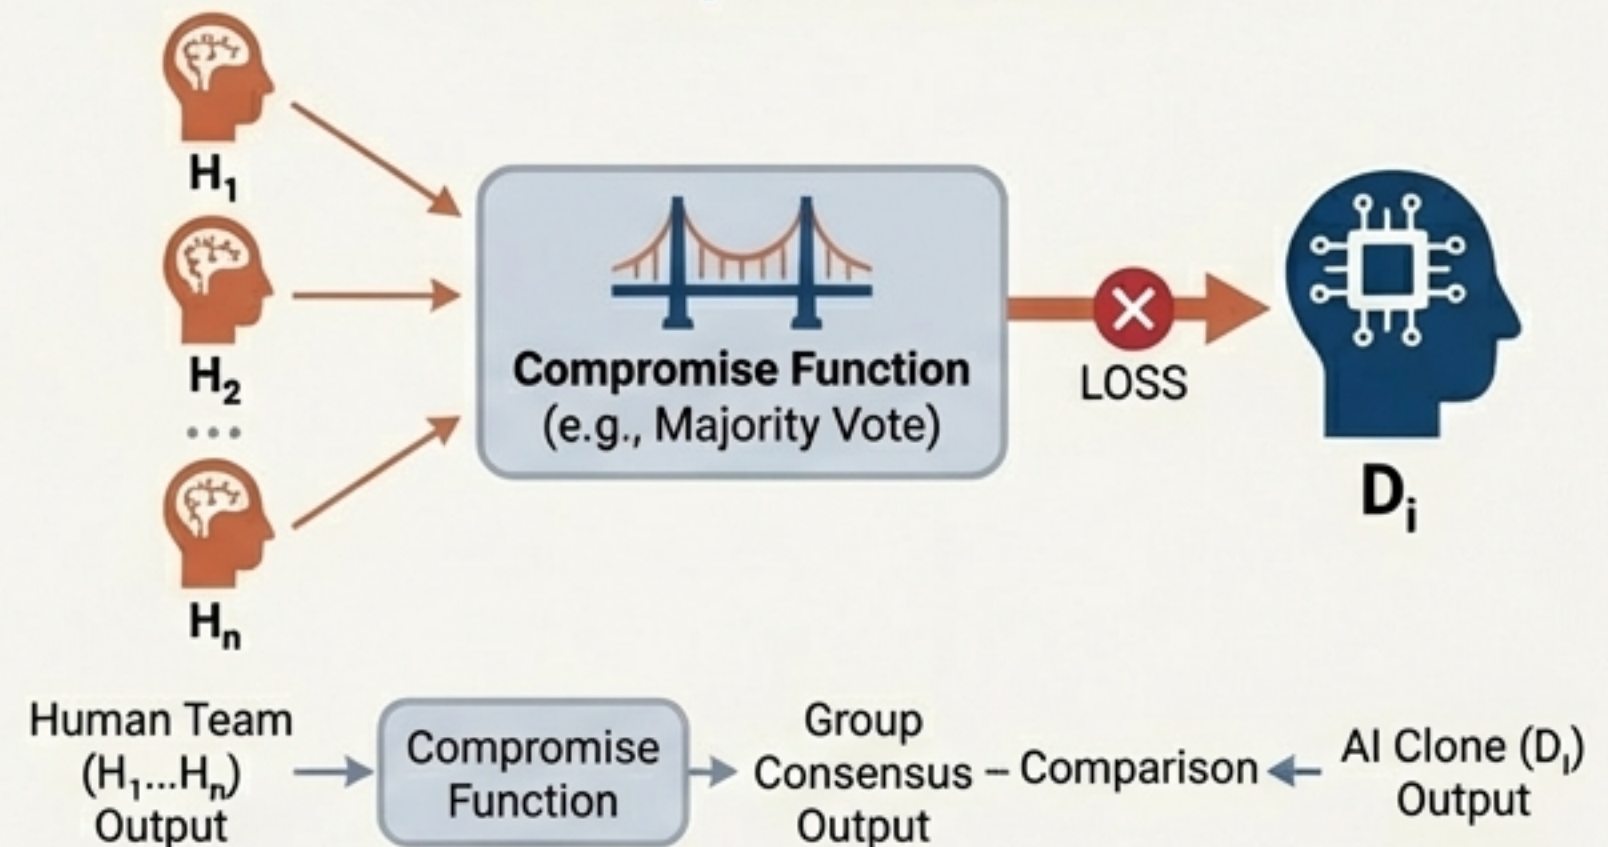 H₁
H₂
...
Hₙ
Compromise Function
(e.g., Majority Vote)
LOSS
Dᵢ
Human Team
(H₁...Hₙ)
Output
Compromise
Function
Group
Consensus
Output
– Comparison
AI Clone (Dᵢ)
Output